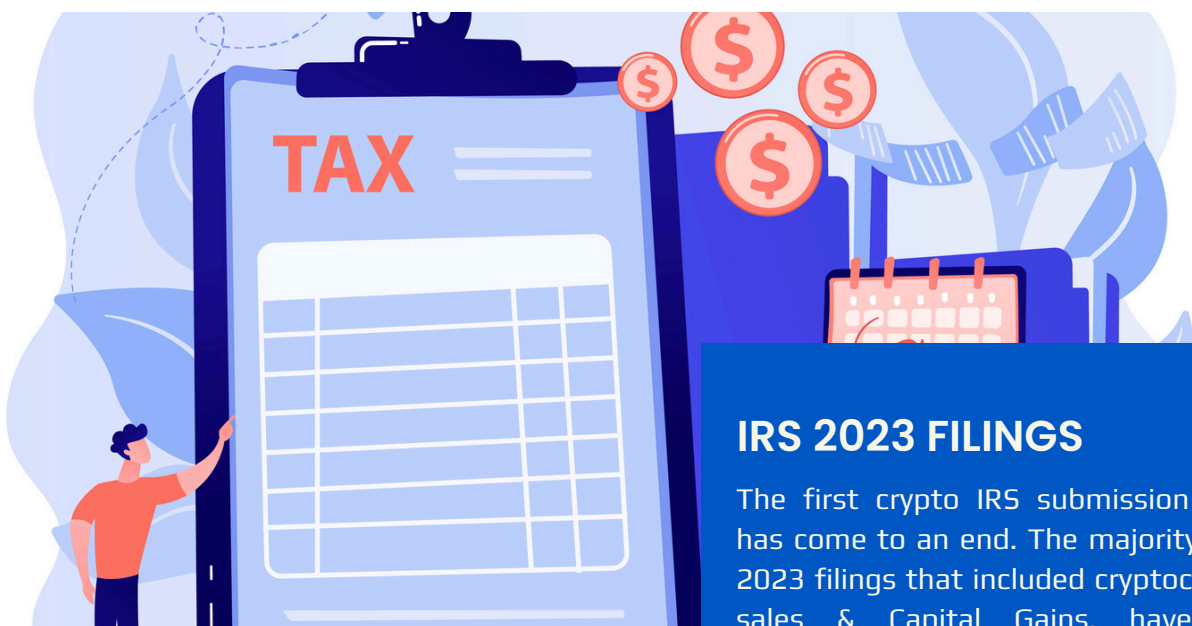 TAX
$
$
$
$
IRS 2023 FILINGS
The first crypto IRS submission
has come to an end. The majority
2023 filings that included cryptoc
sales & Capital Gains, have